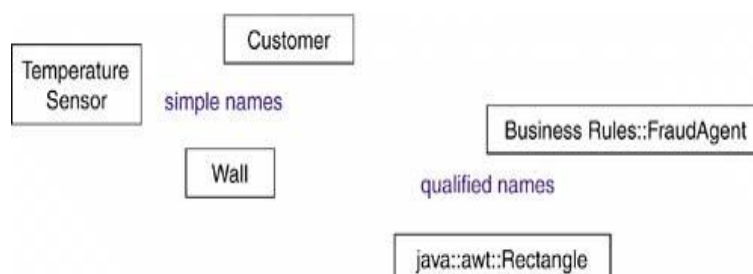 Customer
Temperature
Sensor
simple names
Business Rules::FraudAgent
Wall
qualified names
java::awt::Rectangle